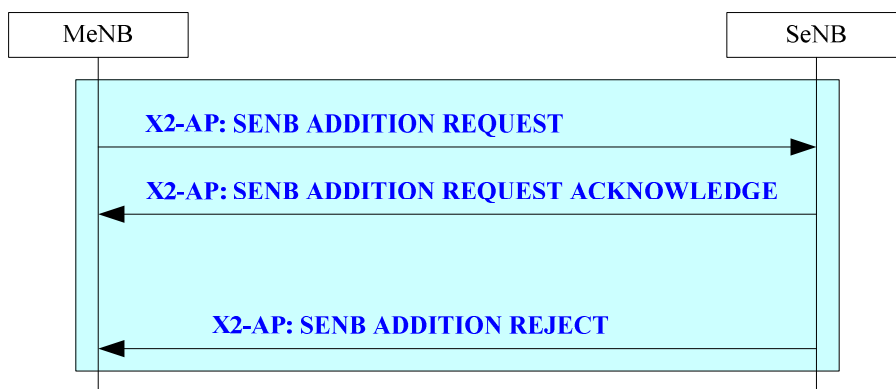 MeNB
SeNB
X2-AP: SENB ADDITION REQUEST
X2-AP: SENB ADDITION REQUEST ACKNOWLEDGE
X2-AP: SENB ADDITION REJECT